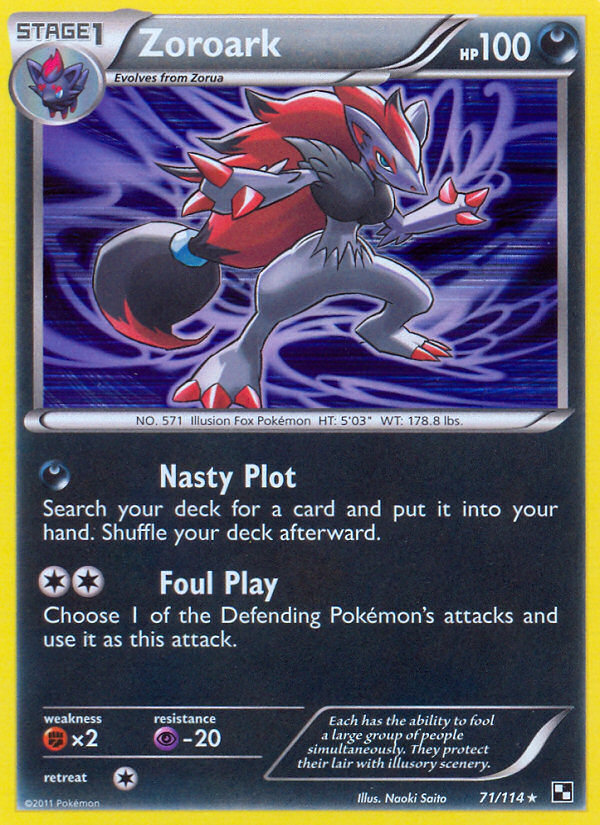 STAGE1
Zoroark
HP100
Evolves from Zorua
NO. 571 Illusion Fox Pokémon HT: 5'03" WT: 178.8 lbs.
Nasty Plot
Search your deck for a card and put it into your
hand. Shuffle your deck afterward.
Foul Play
Choose 1 of the Defending Pokémon's attacks and
use it as this attack.
weakness
×2
resistance
-20
retreat
Each has the ability to fool
a large group of people
simultaneously. They protect
their lair with illusory scenery.
©2011 Pokémon
Illus. Naoki Saito
71/114★